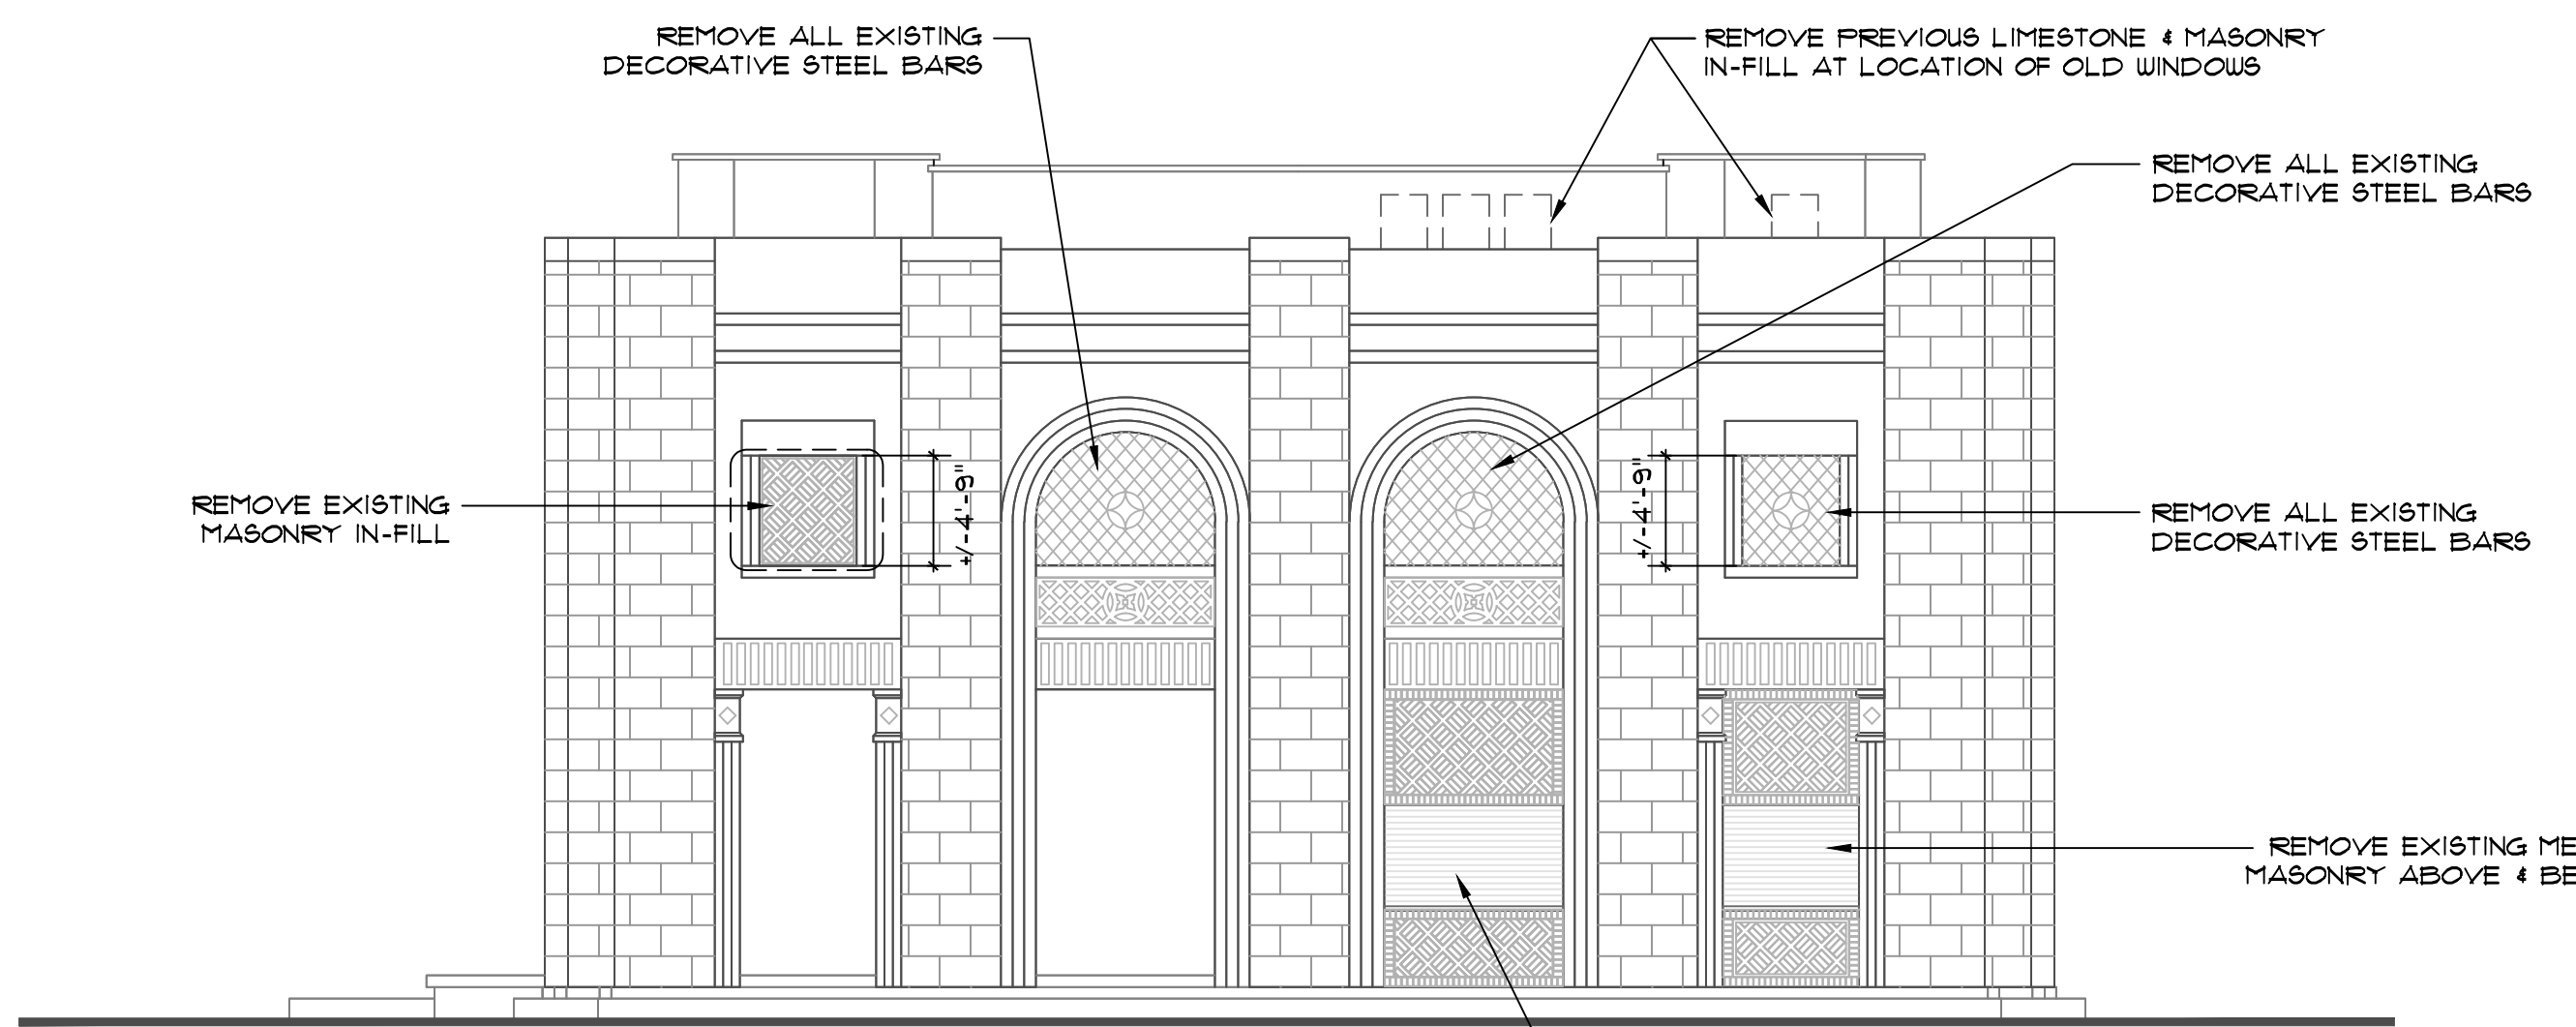 REMOVE ALL EXISTING
DECORATIVE STEEL BARS
REMOVE PREVIOUS LIMESTONE & MASONRY
IN-FILL AT LOCATION OF OLD WINDOWS
REMOVE ALL EXISTING
DECORATIVE STEEL BARS
REMOVE EXISTING
MASONRY IN-FILL
+/-4'-9"
+/-4'-9"
REMOVE ALL EXISTING
DECORATIVE STEEL BARS
REMOVE EXISTING
MASONRY ABOVE &